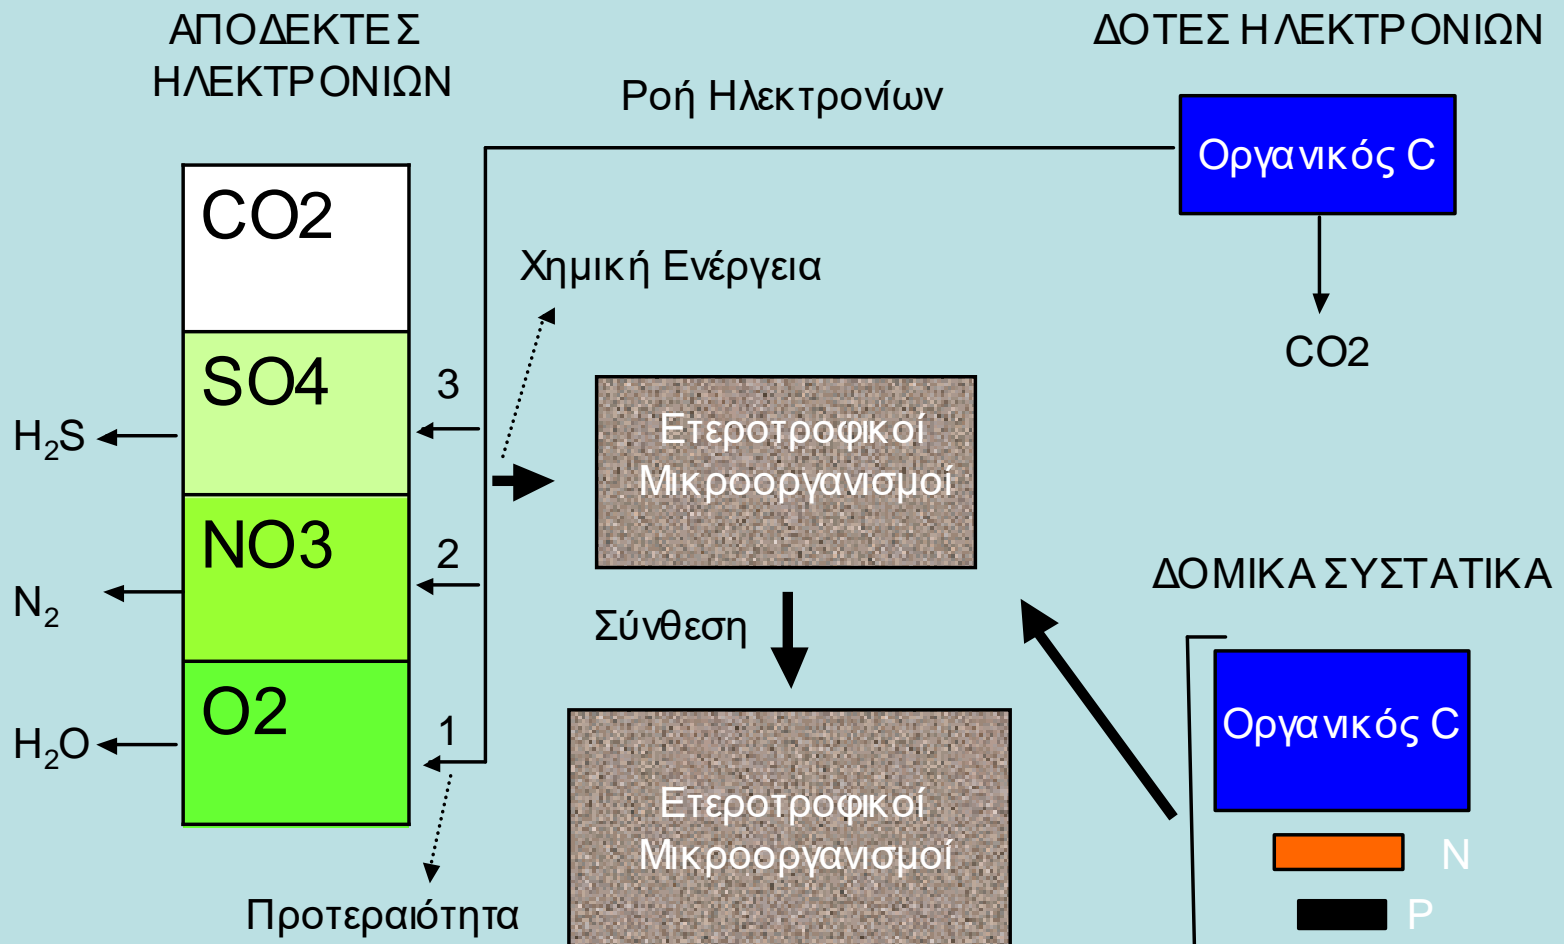 ΑΠΟΔΕΚΤΕΣ
ΗΛΕΚΤΡΟΝΙΩΝ
ΔΟΤΕΣ ΗΛΕΚΤΡΟΝΙΩΝ
Ροή Ηλεκτρονίων
Οργανικός C
CO2
Χημική Ενέργεια
CO2
SO4
3
H₂S
Ετεροτροφικοί
Μικροοργανισμοί
NO3
2
N₂
ΔΟΜΙΚΑ ΣΥΣΤΑΤΙΚΑ
Σύνθεση
O2
1
H₂O
Οργανικός C
Ετεροτροφικοί
Μικροοργανισμοί
N
P
Προτεραιότητα